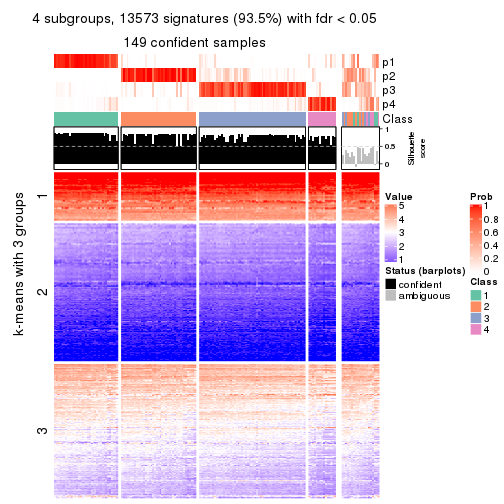 4 subgroups, 13573 signatures (93.5%) with fdr < 0.05
149 confident samples
p1
p2
p3
p4
Class
1
0.5
0
Silhouette
score
k-means with 3 groups
1
2
3
Value
5
4
3
2
1
Status (barplots)
confident
ambiguous
Prob
1
0.8
0.6
0.4
0.2
0
Class
1
2
3
4